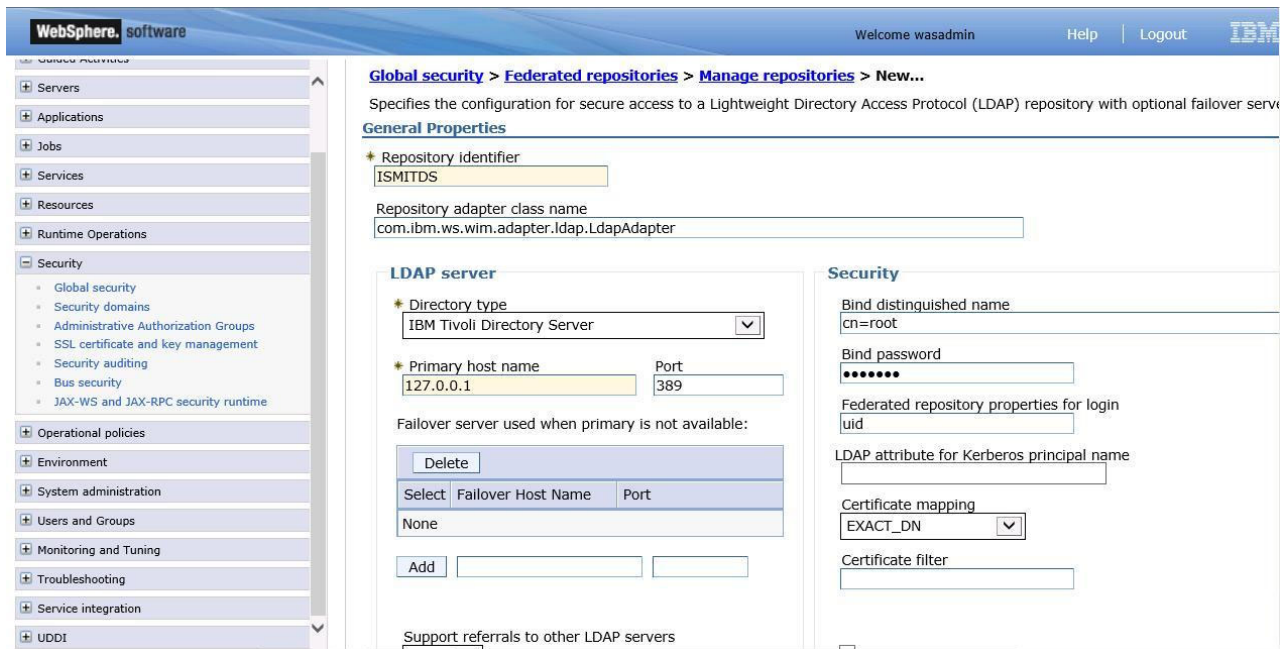 WebSphere. software
Welcome wasadmin
Help
Logout
IBM
Guided Activities
Servers
Applications
Jobs
Services
Resources
Runtime Operations
Security
Global security
Security domains
Administrative Authorization Groups
SSL certificate and key management
Security auditing
Bus security
JAX-WS and JAX-RPC security runtime
Operational policies
Environment
System administration
Users and Groups
Monitoring and Tuning
Troubleshooting
Service integration
UDDI
Global security > Federated repositories > Manage repositories > New...
Specifies the configuration for secure access to a Lightweight Directory Access Protocol (LDAP) repository with optional failover
General Properties
Repository identifier
ISMITDS
Repository adapter class name
com.ibm.ws.wim.adapter.ldap.LdapAdapter
LDAP server
Directory type
IBM Tivoli Directory Server
Primary host name Port
127.0.0.1 389
Failover server used when primary is not available:
Delete
Select Failover Host Name Port
None
Add
Support referrals to other LDAP servers
Security
Bind distinguished name
cn=root
Bind password
•••••••
Federated repository properties for login
uid
LDAP attribute for Kerberos principal name
Certificate mapping
EXACT_DN
Certificate filter